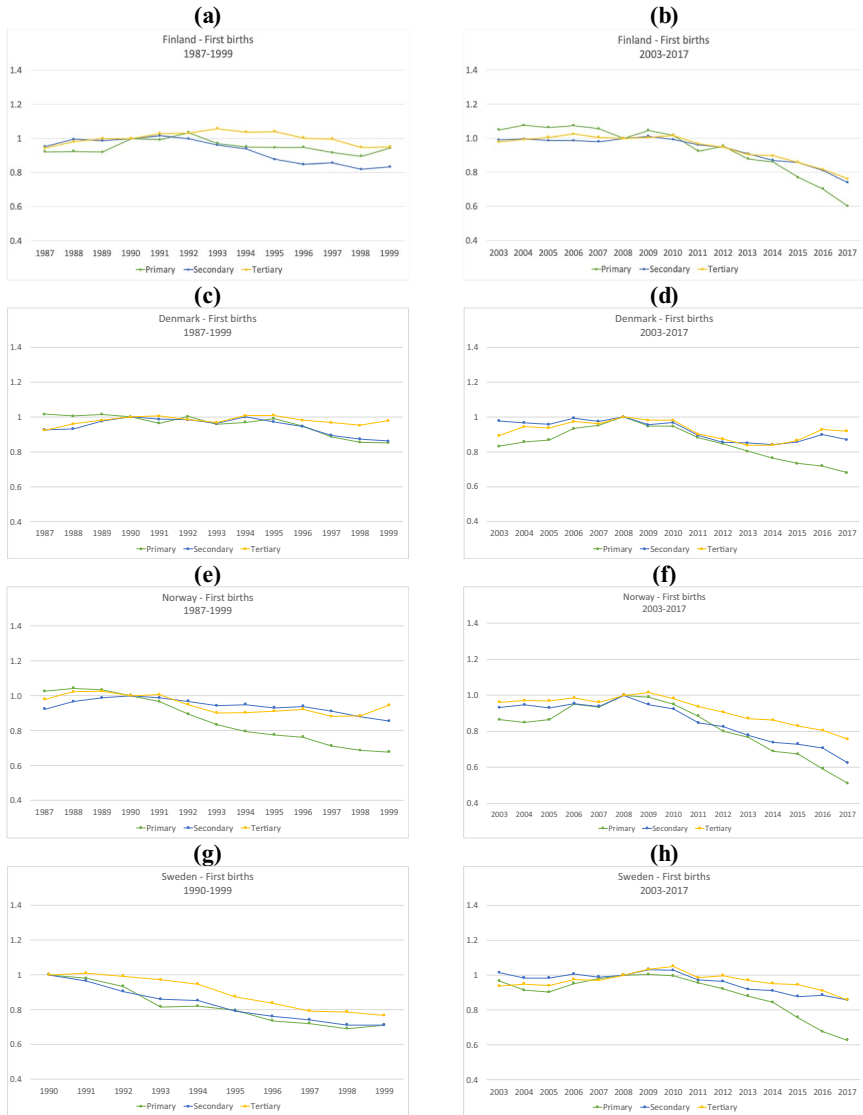 (a)
Finland - First births
1987-1999
1.4
1.2
1
0.8
0.6
0.4
1987 1988 1989 1990 1991 1992 1993 1994 1995 1996 1997 1998 1999
Primary Secondary Tertiary
(b)
Finland - First births
2003-2017
1.4
1.2
1.0
0.8
0.6
0.4
2003 2004 2005 2006 2007 2008 2009 2010 2011 2012 2013 2014 2015 2016 2017
Primary Secondary Tertiary
(c)
Denmark - First births
1987-1999
1.4
1.2
1
0.8
0.6
0.4
1987 1988 1989 1990 1991 1992 1993 1994 1995 1996 1997 1998 1999
Primary Secondary Tertiary
(d)
Denmark - First births
2003-2017
1.4
1.2
1
0.8
0.6
0.4
2003 2004 2005 2006 2007 2008 2009 2010 2011 2012 2013 2014 2015 2016 2017
Primary Secondary Tertiary
(e)
Norway - First births
1987-1999
1.4
1.2
1.0
0.8
0.6
0.4
1987 1988 1989 1990 1991 1992 1993 1994 1995 1996 1997 1998 1999
Primary Secondary Tertiary
(f)
Norway - First births
2003-2017
1.4
1.2
1.0
0.8
0.6
0.4
2003 2004 2005 2006 2007 2008 2009 2010 2011 2012 2013 2014 2015 2016 2017
Primary Secondary Tertiary
(g)
Sweden - First births
1990-1999
1.4
1.2
1
0.8
0.6
0.4
1990 1991 1992 1993 1994 1995 1996 1997 1998 1999
Primary Secondary Tertiary
(h)
Sweden - First births
2003-2017
1.4
1.2
1
0.8
0.6
0.4
2003 2004 2005 2006 2007 2008 2009 2010 2011 2012 2013 2014 2015 2016 2017
Primary Secondary Tertiary